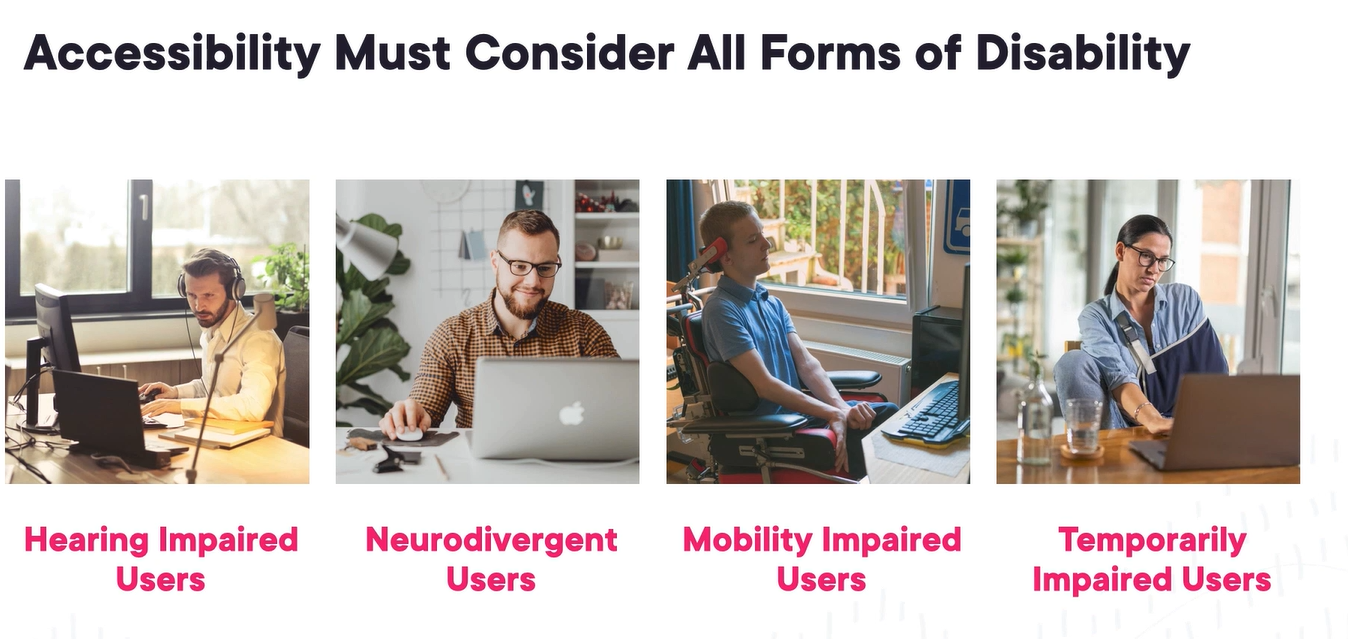 Accessibility Must Consider All Forms of Disability
Hearing Impaired
Users
Neurodivergent
Users
Mobility Impaired
Users
Temporarily
Impaired Users